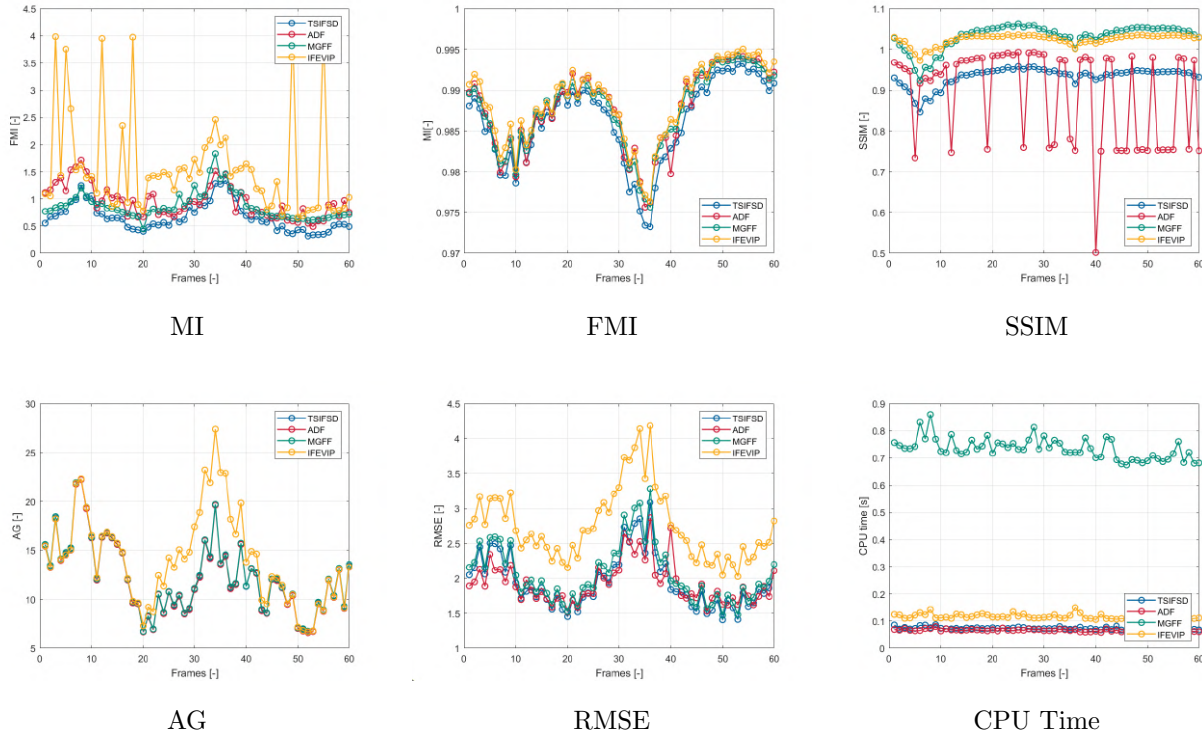 4.5
4
3.5
3
2.5
2
1.5
1
0.5
0
FMI [-]
0 10 20 30 40 50 60
Frames [-]
TSIFSD
ADF
MGFF
IFEVIP
MI
1
0.995
0.99
0.985
0.98
0.975
0.97
MI[-]
0 10 20 30 40 50 60
Frames [-]
TSIFSD
ADF
MGFF
IFEVIP
FMI
1.1
1
0.9
0.8
0.7
0.6
0.5
SSIM [-]
0 10 20 30 40 50 60
Frames [-]
TSIFSD
ADF
MGFF
IFEVIP
SSIM
30
25
20
15
10
5
AG [-]
0 10 20 30 40 50 60
Frames [-]
TSIFSD
ADF
MGFF
IFEVIP
AG
4.5
4
3.5
3
2.5
2
1.5
1
RMSE [-]
0 10 20 30 40 50 60
Frames [-]
TSIFSD
ADF
MGFF
IFEVIP
RMSE
0.9
0.8
0.7
0.6
0.5
0.4
0.3
0.2
0.1
0
CPU time [s]
0 10 20 30 40 50 60
Frames [-]
TSIFSD
ADF
MGFF
IFEVIP
CPU Time